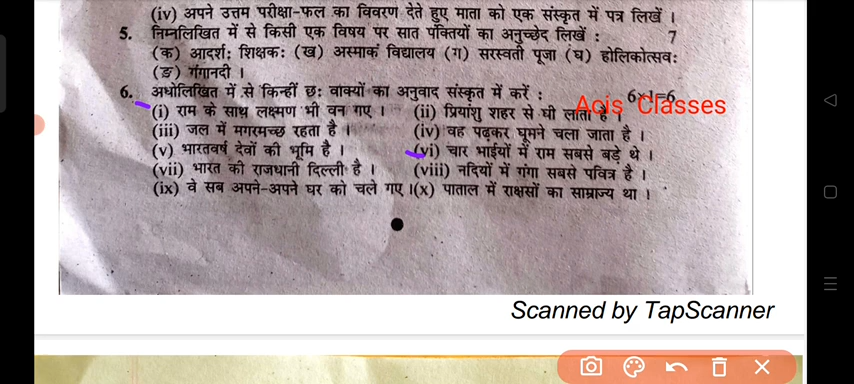 (iv) अपने उत्तम परीक्षा-फल का विवरण देते हुए माता को एक संस्कृत में पत्र लिखें ।
5. निम्नलिखित में से किसी एक विषय पर सात पंक्तियों का अनुच्छेद लिखें : 7
(क) आदर्शः शिक्षकः (ख) अस्माकं विद्यालय (ग) सरस्वती पूजा (घ) होलिकोत्सवः
(ङ) गंगानदी ।
6. अधोलिखित में से किन्हीं छः वाक्यों का अनुवाद संस्कृत में करें : 6×1=6
Acis Classes
(i) राम के साथ लक्ष्मण भी वन गए । (ii) प्रियांशु शहर से घी लाता है ।
(iii) जल में मगरमच्छ रहता है । (iv) वह पढ़कर घूमने चला जाता है ।
(v) भारतवर्ष देवों की भूमि है । (vi) चार भाईयों में राम सबसे बड़े थे ।
(vii) भारत की राजधानी दिल्ली है । (viii) नदियों में गंगा सबसे पवित्र है ।
(ix) वे सब अपने-अपने घर को चले गए ।(x) पाताल में राक्षसों का साम्राज्य था ।
Scanned by TapScanner